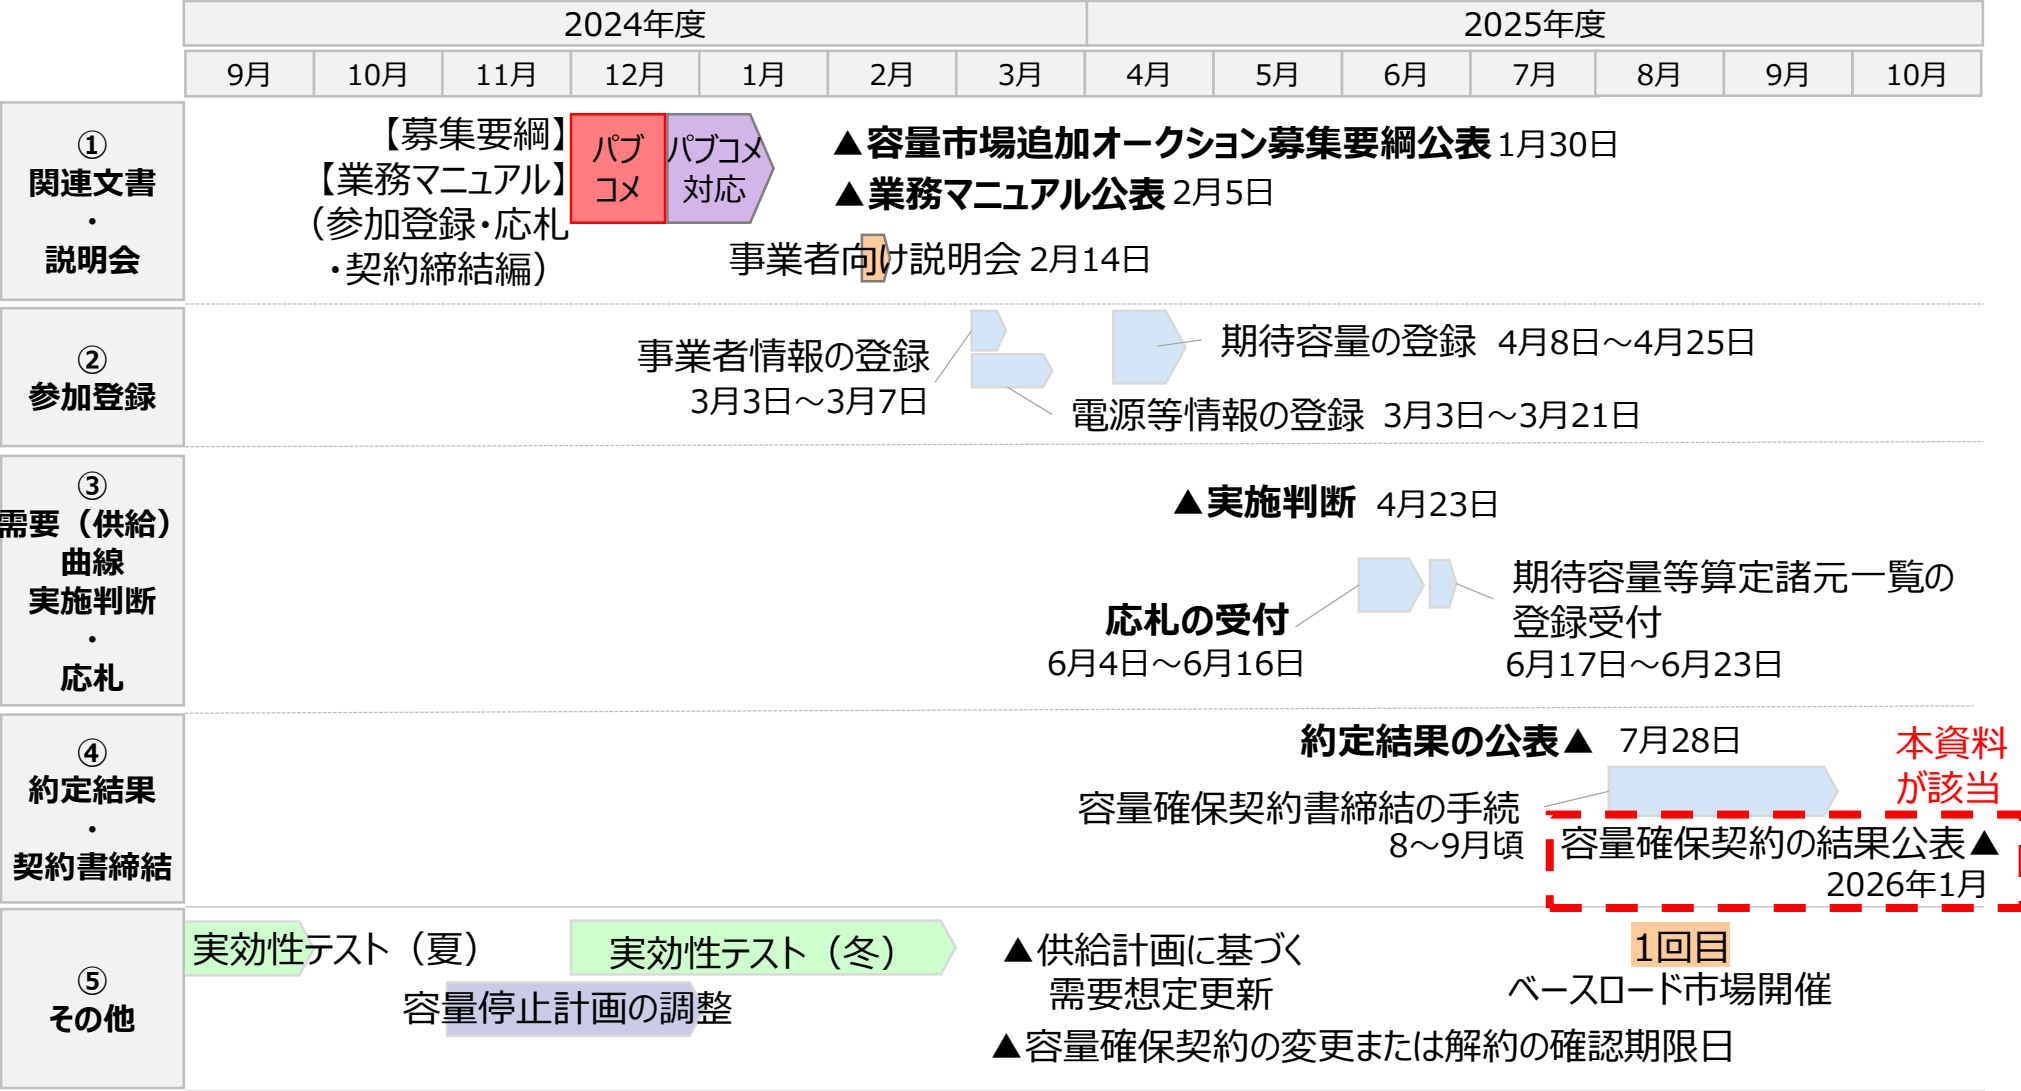 2024年度
2025年度
9月
10月
11月
12月
1月
2月
3月
4月
5月
6月
7月
8月
9月
10月
①
関連文書
・
説明会
【募集要綱】
【業務マニュアル】
（参加登録・応札
・契約締結編）
パブ
コメ
パブコメ
対応
▲容量市場追加オークション募集要綱公表 1月30日
▲業務マニュアル公表 2月5日
事業者向け説明会 2月14日
②
参加登録
事業者情報の登録
3月3日～3月7日
期待容量の登録 4月8日～4月25日
電源等情報の登録 3月3日～3月21日
③
需要（供給）
曲線
実施判断
・
応札
▲実施判断 4月23日
応札の受付
6月4日～6月16日
期待容量等算定諸元一覧の
登録受付
6月17日～6月23日
④
約定結果
・
契約書締結
約定結果の公表▲ 7月28日
本資料
が該当
容量確保契約書締結の手続
8～9月頃
容量確保契約の結果公表▲
2026年1月
⑤
その他
実効性テスト（夏）
実効性テスト（冬）
容量停止計画の調整
▲供給計画に基づく
需要想定更新
1回目
ベースロード市場開催
▲容量確保契約の変更または解約の確認期限日